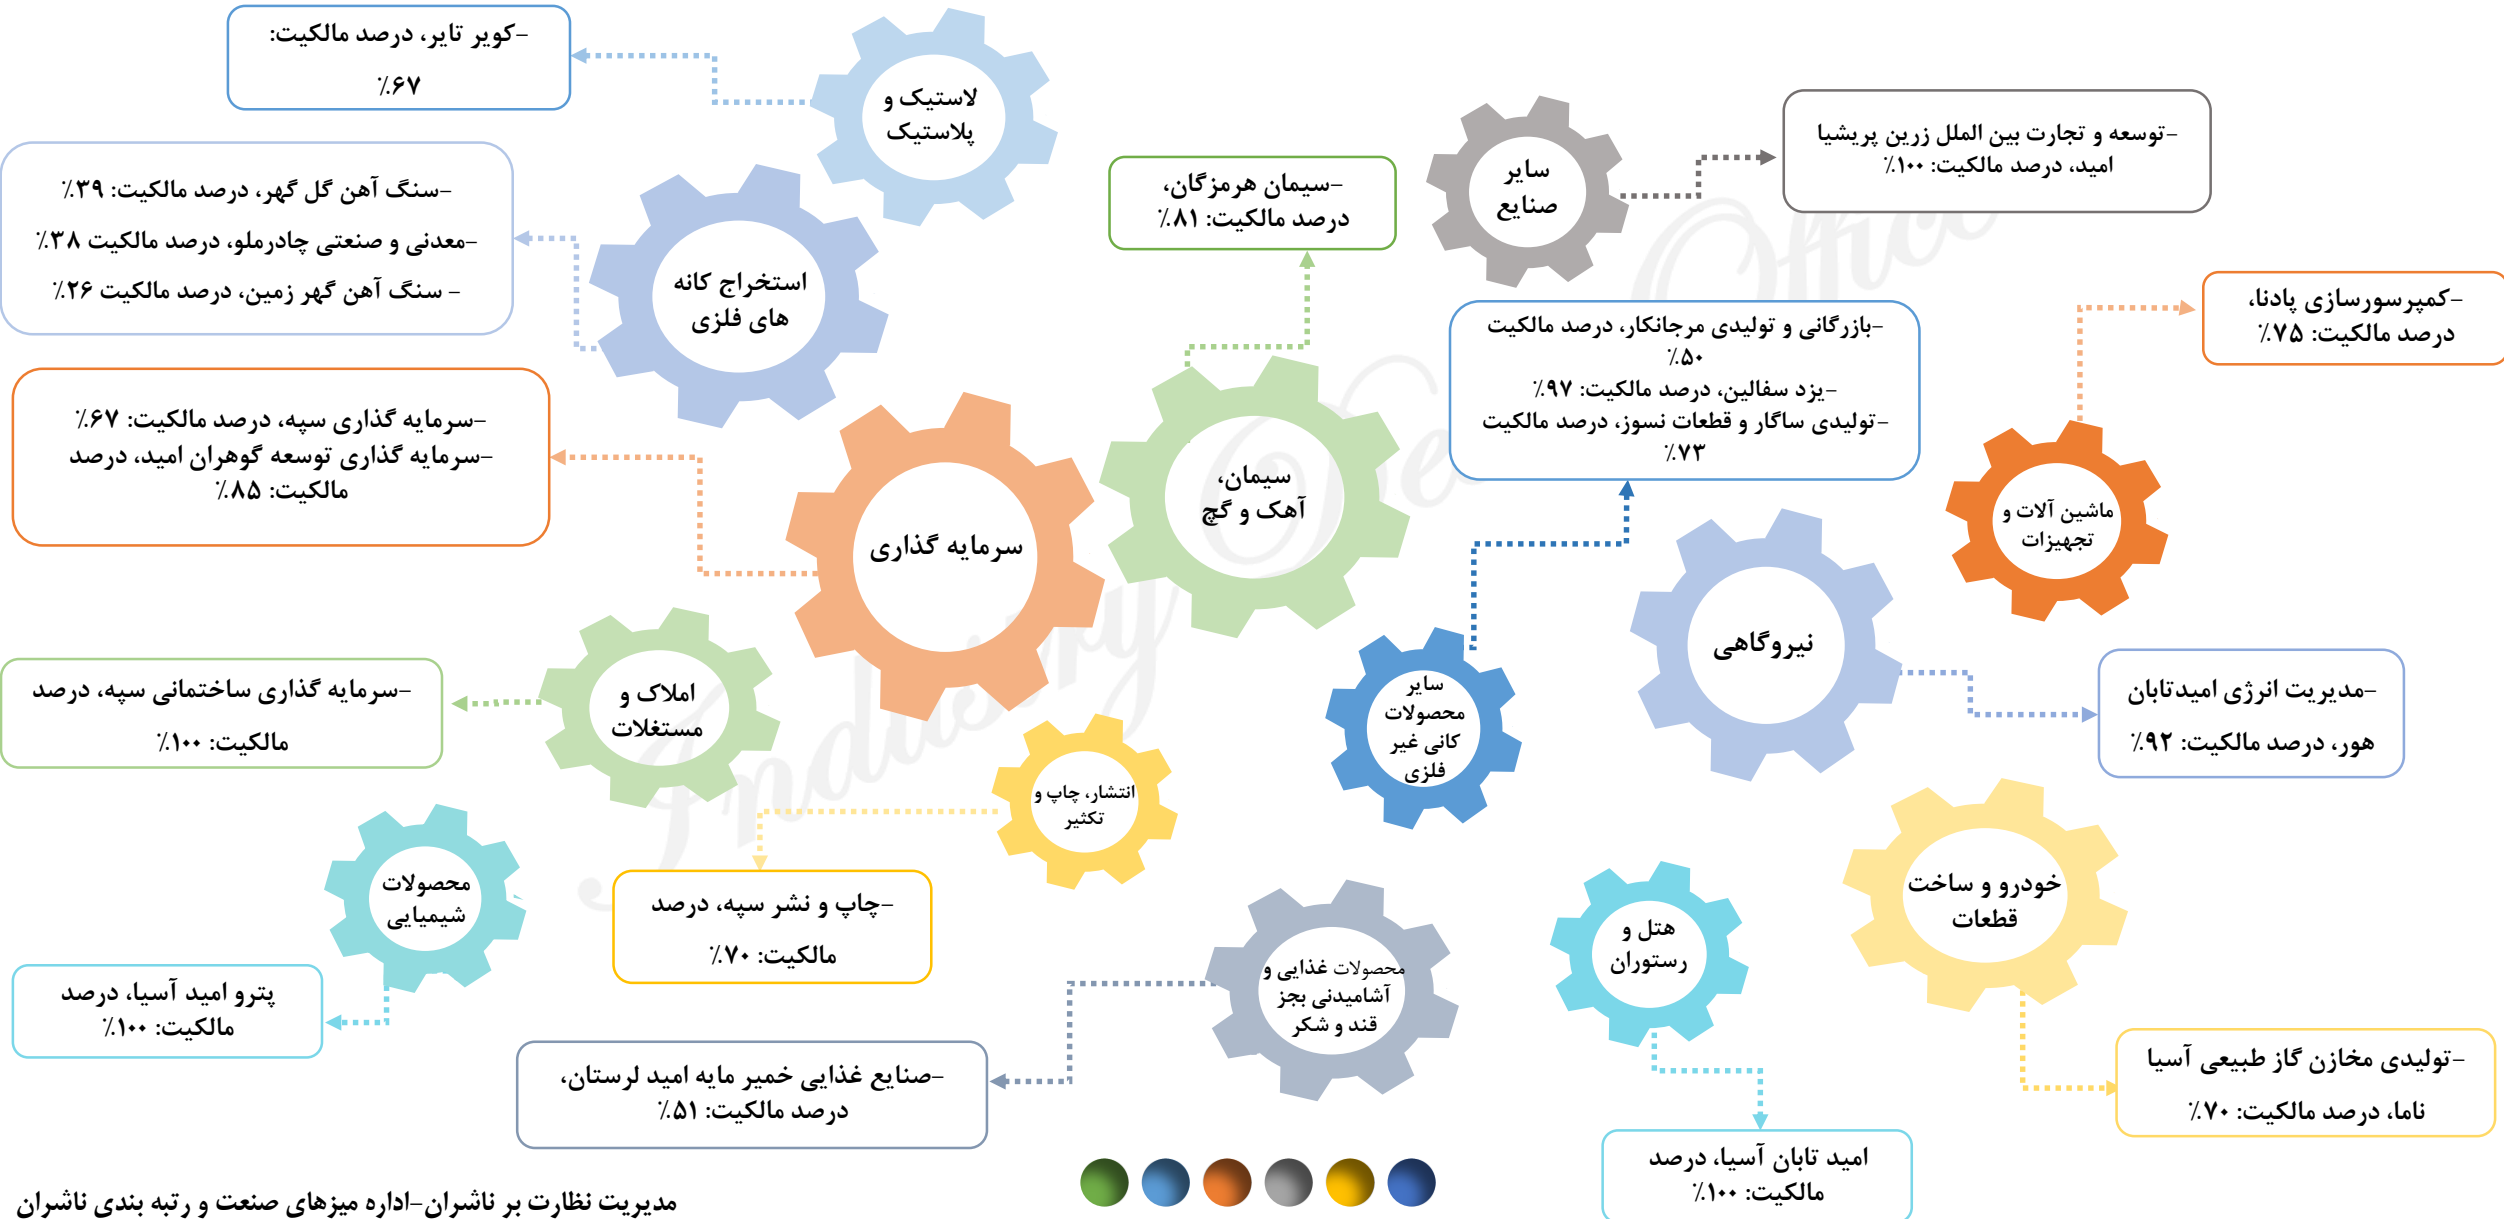 -کویر تایر، درصد مالکیت:
۶۷٪
لاستیک و
پلاستیک
سایر
صنایع
-توسعه و تجارت بین الملل زرین پریشیا
امید، درصد مالکیت: ۱۰۰٪
-سنگ آهن گل گهر، درصد مالکیت: ۳۹٪
-معدنی و صنعتی چادرملو، درصد مالکیت ۳۸٪
- سنگ آهن گهر زمین، درصد مالکیت ۲۶٪
استخراج کانه
های فلزی
-سیمان هرمزگان،
درصد مالکیت: ۸۱٪
سیمان،
آهک و گچ
-بازرگانی و تولیدی مرجانکار، درصد مالکیت
۵۰٪
-یزد سفالین، درصد مالکیت: ۹۷٪
-تولیدی ساگار و قطعات نسوز، درصد مالکیت
۷۳٪
-کمپرسورسازی پادنا،
درصد مالکیت: ۷۵٪
ماشین آلات و
تجهیزات
-سرمایه گذاری سپه، درصد مالکیت: ۶۷٪
-سرمایه گذاری توسعه گوهران امید، درصد
مالکیت: ۸۵٪
سرمایه گذاری
نیروگاهی
-مدیریت انرژی امیدتابان
هور، درصد مالکیت: ۹۲٪
-سرمایه گذاری ساختمانی سپه، درصد
مالکیت: ۱۰۰٪
املاک و
مستغلات
سایر
محصولات
کانی غیر
فلزی
انتشار، چاپ و
تکثیر
-چاپ و نشر سپه، درصد
مالکیت: ۷۰٪
محصولات
شیمیایی
پترو امید آسیا، درصد
مالکیت: ۱۰۰٪
محصولات غذایی و
آشامیدنی بجز
قند و شکر
-صنایع غذایی خمیر مایه امید لرستان،
درصد مالکیت: ۵۱٪
هتل و
رستوران
امید تابان آسیا، درصد
مالکیت: ۱۰۰٪
خودرو و ساخت
قطعات
-تولیدی مخازن گاز طبیعی آسیا
ناما، درصد مالکیت: ۷۰٪
Industry Desk Office
مدیریت نظارت بر ناشران-اداره میزهای صنعت و رتبه بندی ناشران